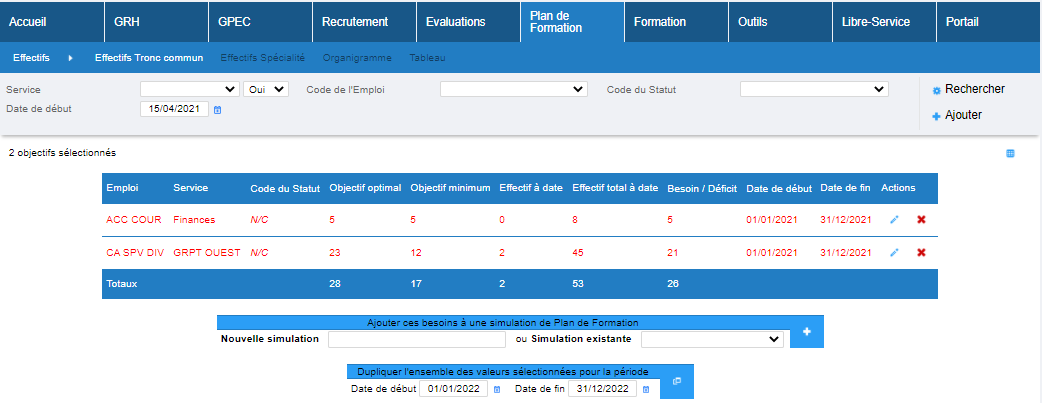 Accueil GRH GPEC Recrutement Evaluations Plan de Formation Formation Outils Libre-Service Portail
Effectifs Effectifs Tronc commun Effectifs Spécialité Organigramme Tableau
Service Oui Code de l'Emploi Code du Statut Rechercher
Date de début 15/04/2021 Ajouter
2 objectifs sélectionnés
Emploi Service Code du Statut Objectif optimal Objectif minimum Effectif à date Effectif total à date Besoin / Déficit Date de début Date de fin Actions
ACC COUR Finances N/C 5 5 0 8 5 01/01/2021 31/12/2021
CA SPV DIV GRPT OUEST N/C 23 12 2 45 21 01/01/2021 31/12/2021
Totaux 28 17 2 53 26
Ajouter ces besoins à une simulation de Plan de Formation
Nouvelle simulation ou Simulation existante
Dupliquer l'ensemble des valeurs sélectionnées pour la période
Date de début 01/01/2022 Date de fin 31/12/2022